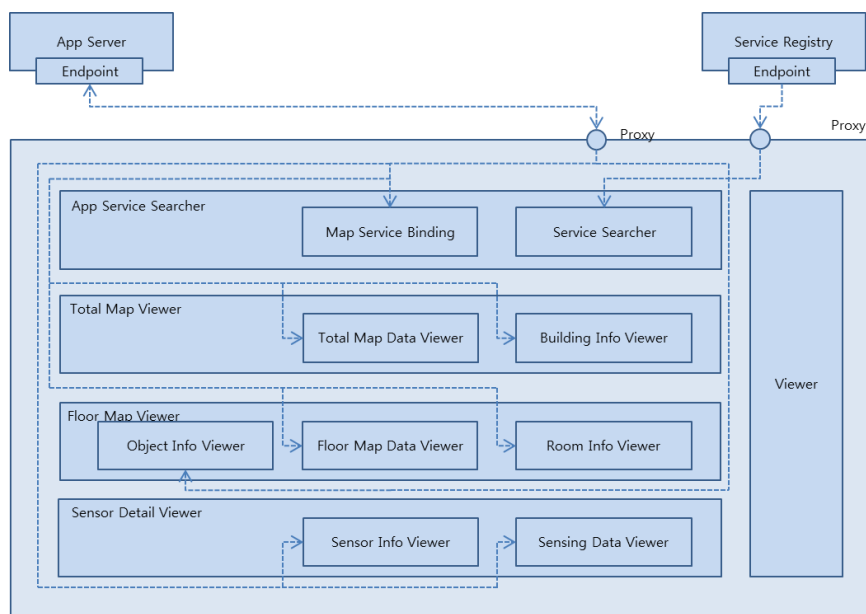 App Server
Endpoint
Service Registry
Endpoint
Proxy
Proxy
App Service Searcher
Map Service Binding
Service Searcher
Total Map Viewer
Total Map Data Viewer
Building Info Viewer
Viewer
Floor Map Viewer
Object Info Viewer
Floor Map Data Viewer
Room Info Viewer
Sensor Detail Viewer
Sensor Info Viewer
Sensing Data Viewer